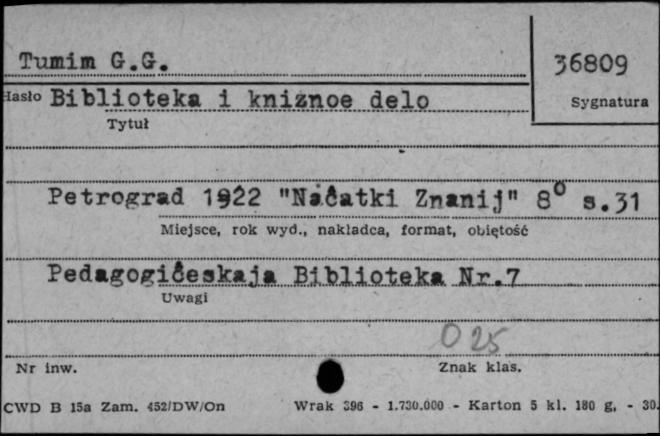 Tumim G.G.
36809
Hasło Biblioteka i kniznoe delo
Sygnatura
Tytuł
Petrograd 1922 "Načatki Znanij" 8° s.31
Miejsce, rok wyd., nakładca, format, objętość
Pedagogičeskaja Biblioteka Nr.7
Uwagi
025
Nr inw.
Znak klas.
CWD B 15a Zam. 452/DW/On
Wrak 396 - 1.730.000 - Karton 5 kl. 180 g. - 30.